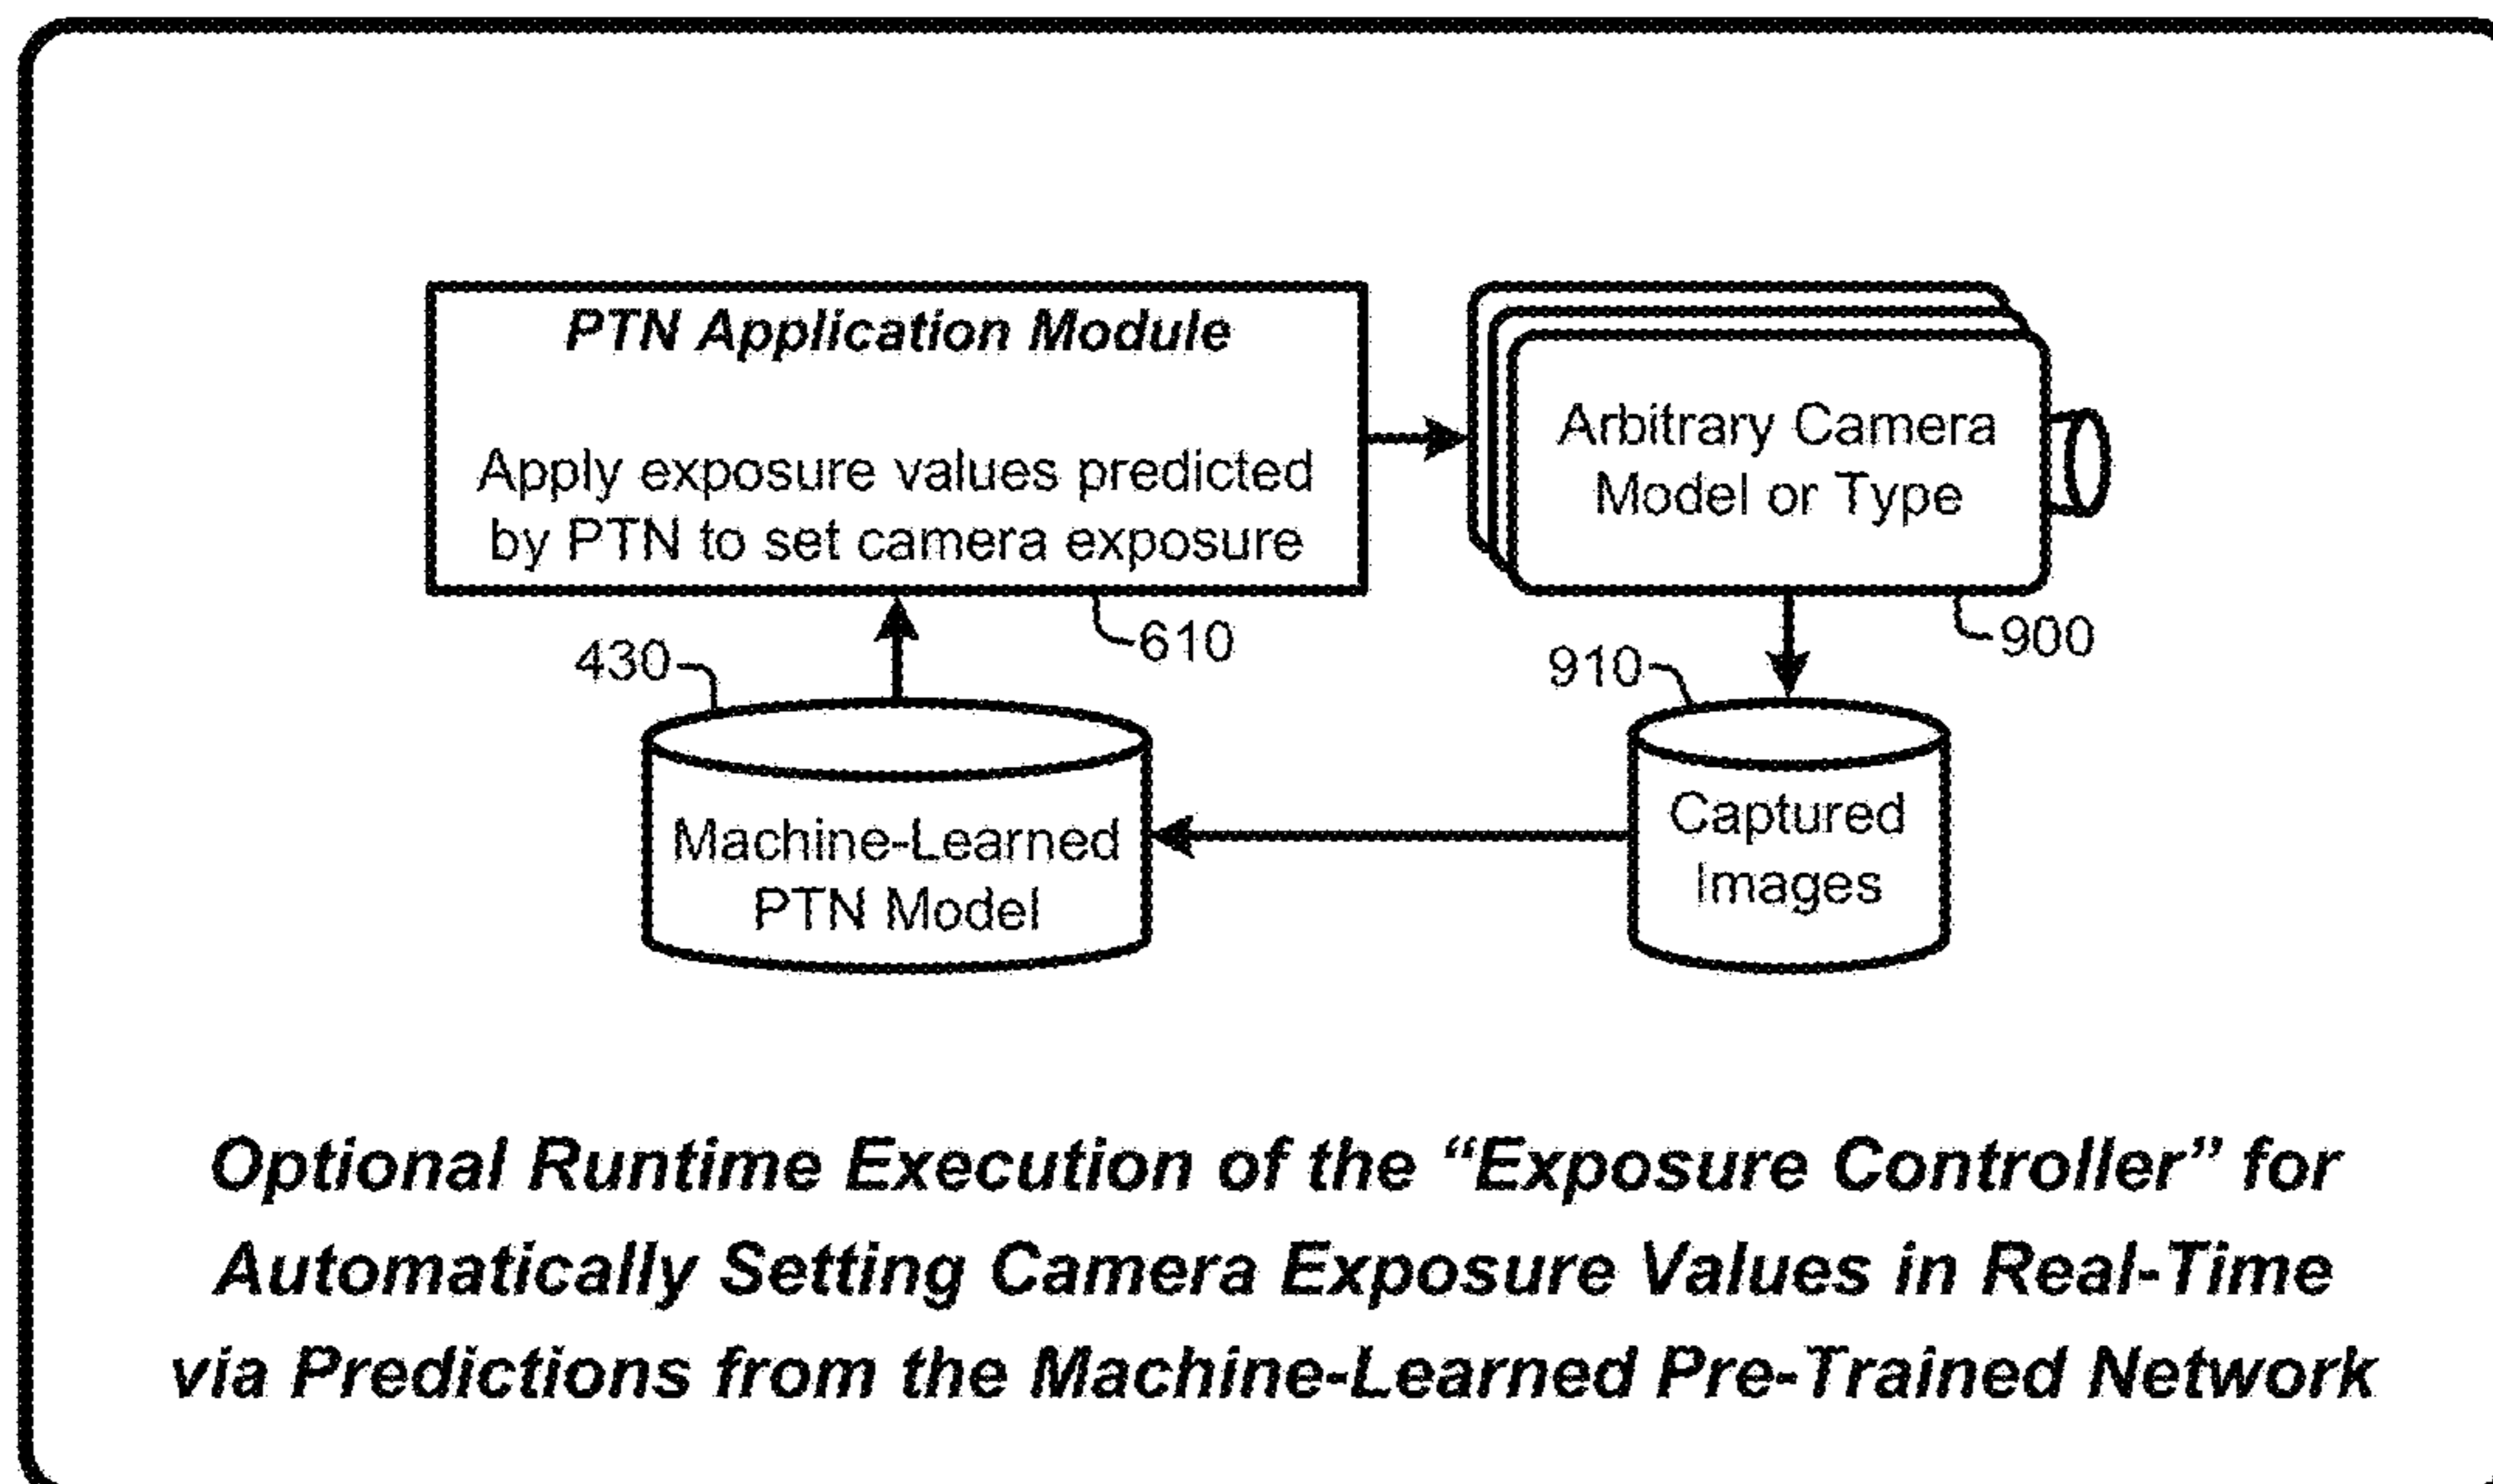 PTN Application Module
Apply exposure values predicted
by PTN to set camera exposure
Arbitrary Camera
Model or Type
610
900
430
910
Machine-Learned
PTN Model
Captured
Images
Optional Runtime Execution of the “Exposure Controller” for
Automatically Setting Camera Exposure Values in Real-Time
via Predictions from the Machine-Learned Pre-Trained Network